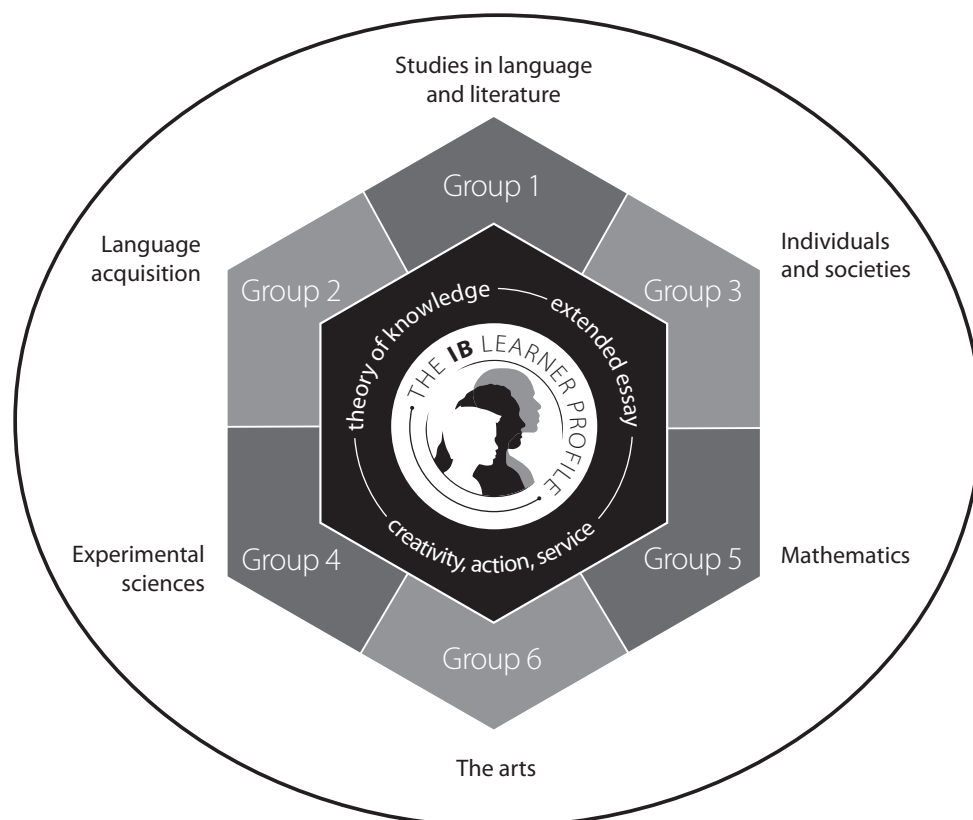 Studies in language
and literature
Group 1
Language
acquisition
Individuals
and societies
Group 2
Group 3
theory of knowledge
extended essay
THE IB LEARNER PROFILE
creativity, action, service
Experimental
sciences
Group 4
Group 5
Mathematics
Group 6
The arts